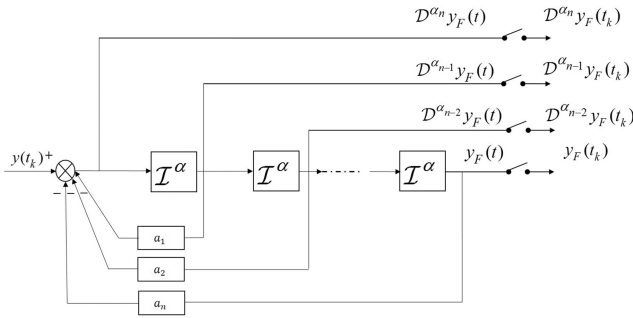 𝒟^{α_n} y_F(t) 𝒟^{α_n} y_F(t_k)
𝒟^{α_{n-1}} y_F(t) 𝒟^{α_{n-1}} y_F(t_k)
𝒟^{α_{n-2}} y_F(t) 𝒟^{α_{n-2}} y_F(t_k)
y(t_k) + ℐ^α ℐ^α ℐ^α y_F(t) y_F(t_k)
− − −
a_1
a_2
a_n